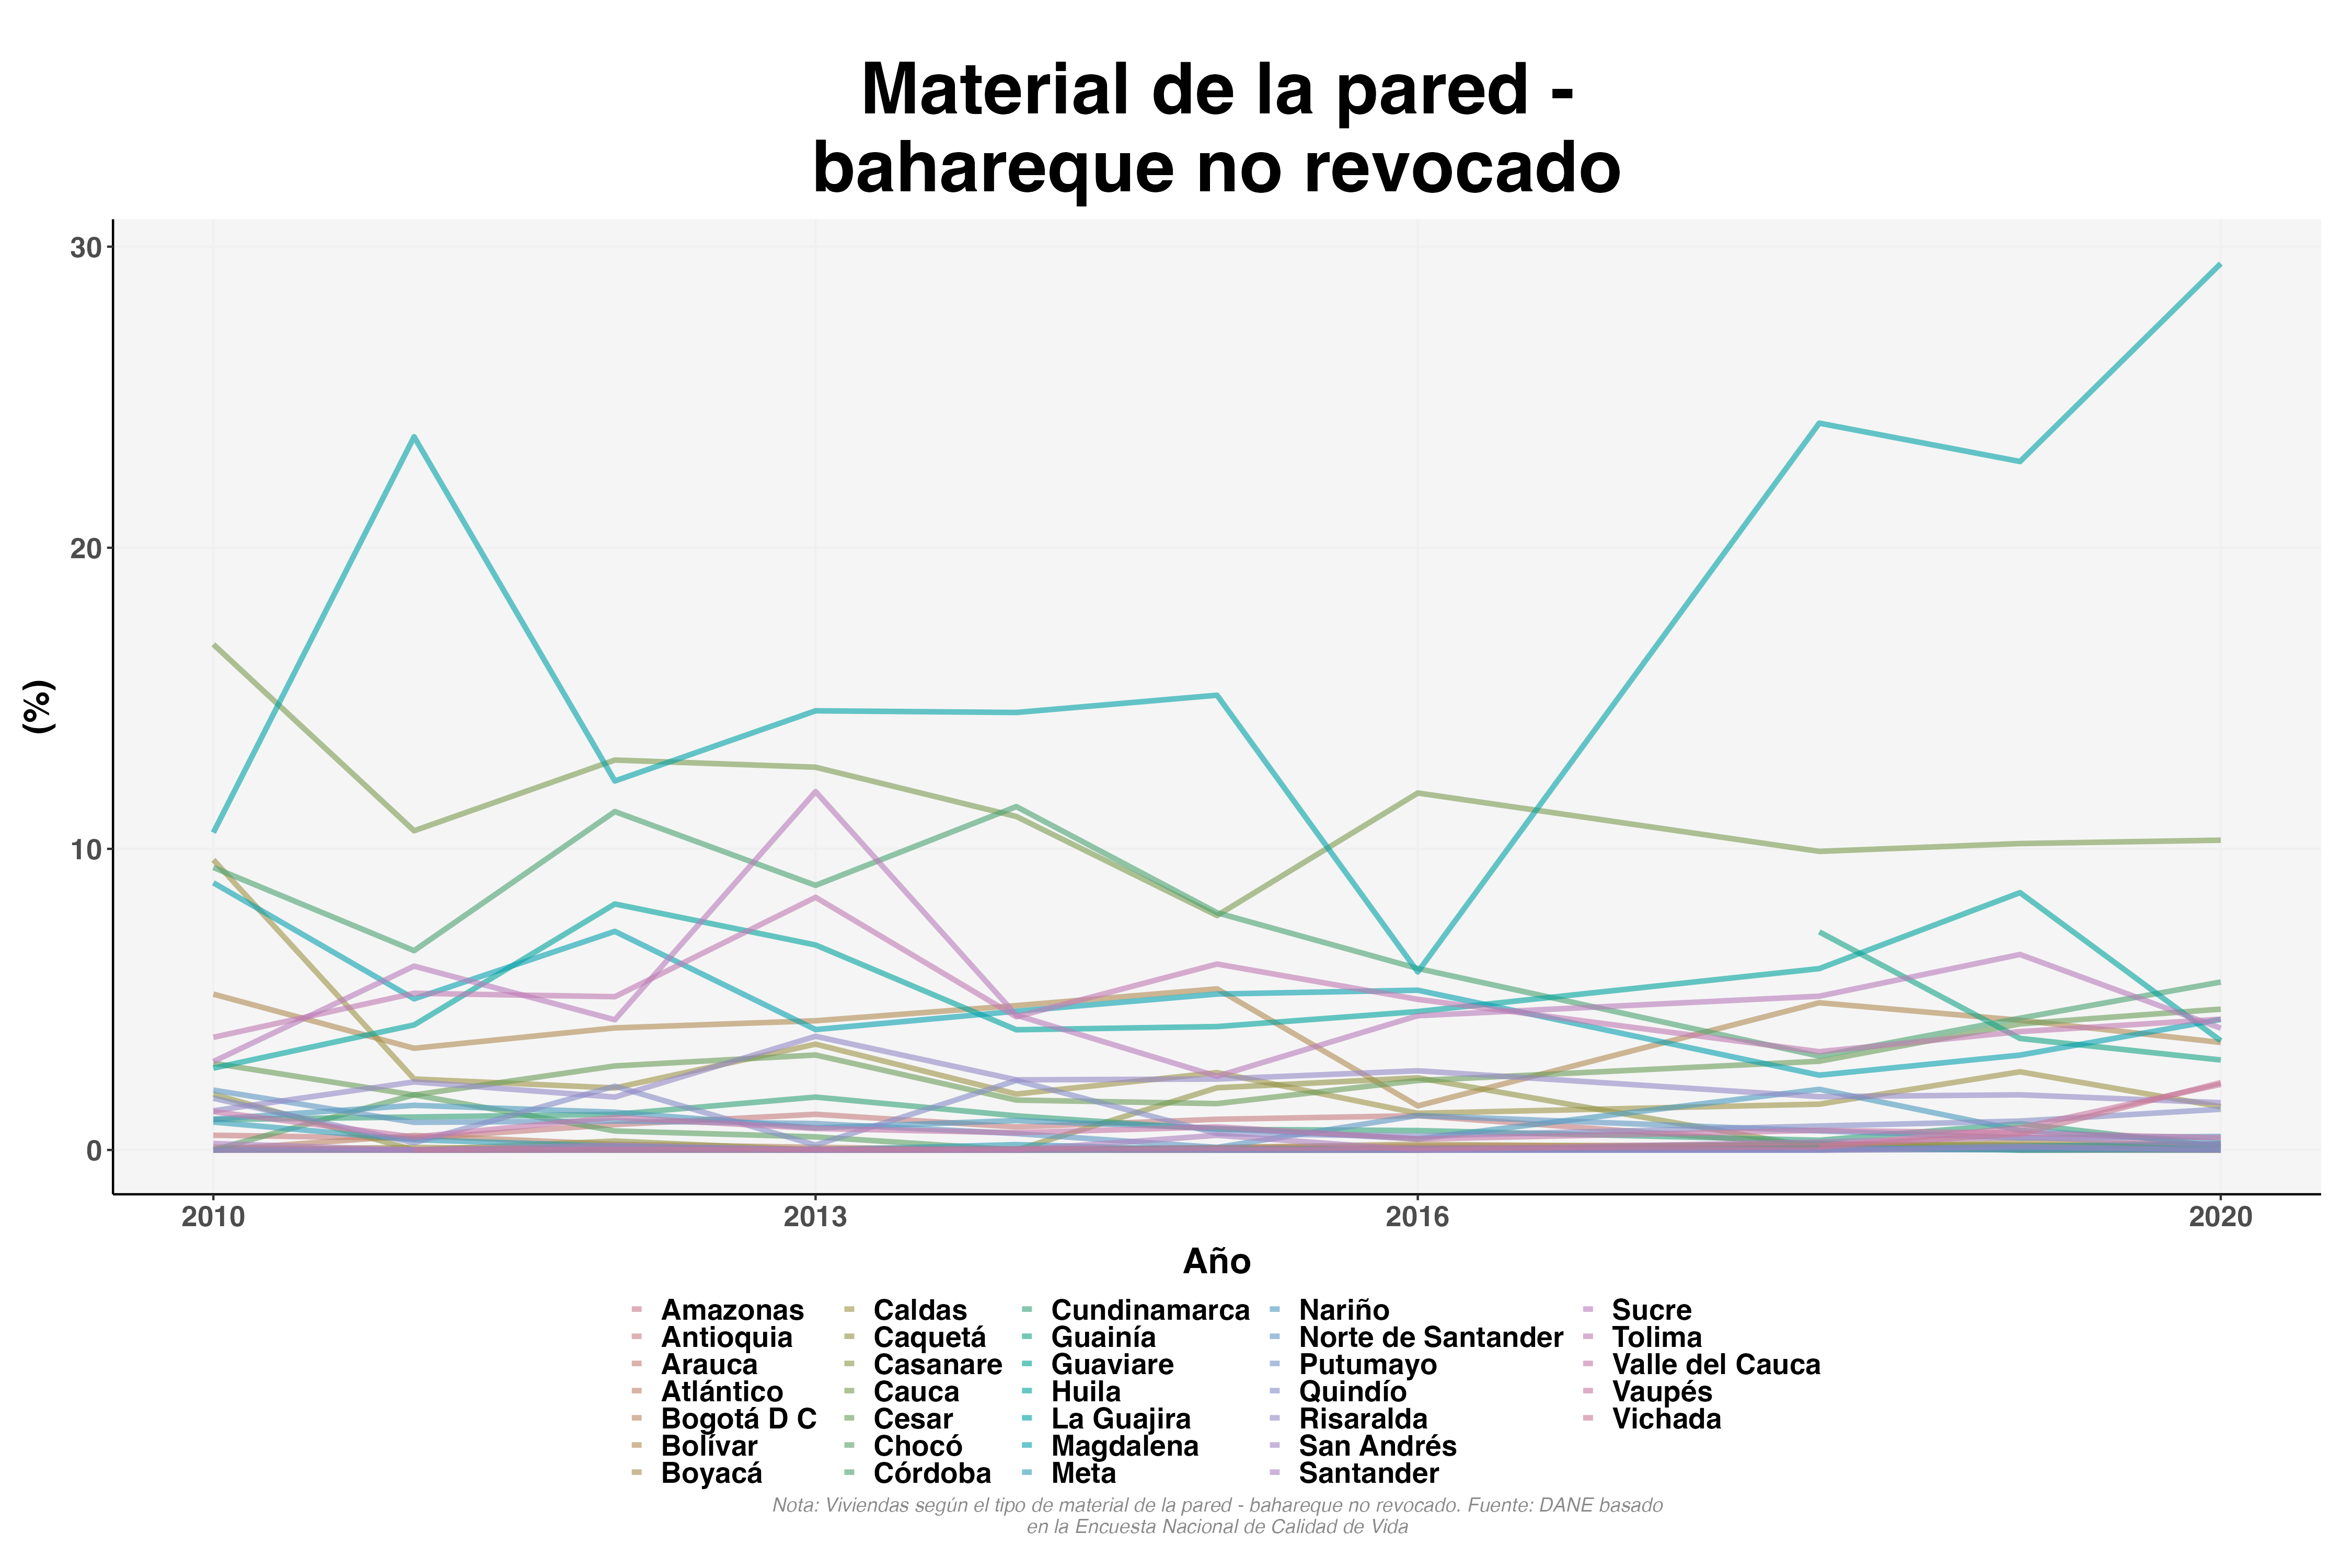 Material de la pared -
bahareque no revocado
30
20
10
0
(%)
2010 2013 2016 2020
Año
Amazonas Caldas Cundinamarca Nariño Sucre
Antioquia Caquetá Guainía Norte de Santander Tolima
Arauca Casanare Guaviare Putumayo Valle del Cauca
Atlántico Cauca Huila Quindío Vaupés
Bogotá D C Cesar La Guajira Risaralda Vichada
Bolívar Chocó Magdalena San Andrés
Boyacá Córdoba Meta Santander
Nota: Viviendas según el tipo de material de la pared - bahareque no revocado. Fuente: DANE basado
en la Encuesta Nacional de Calidad de Vida